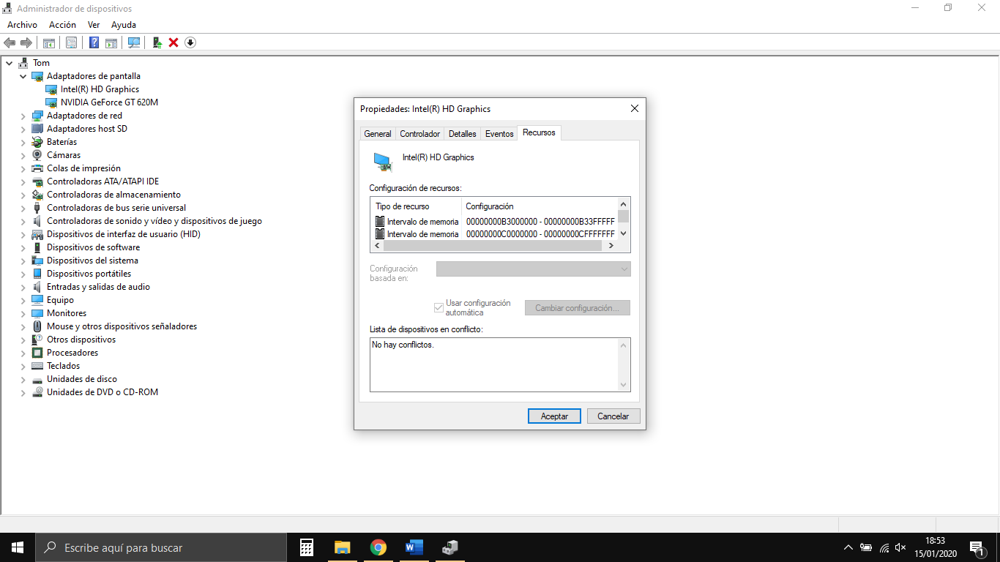 Administrador de dispositivos
Archivo Acción Ver Ayuda
Tom
Adaptadores de pantalla
Intel(R) HD Graphics
NVIDIA GeForce GT 620M
Adaptadores de red
Adaptadores host SD
Baterías
Cámaras
Colas de impresión
Controladoras ATA/ATAPI IDE
Controladoras de almacenamiento
Controladoras de bus serie universal
Controladoras de sonido y vídeo y dispositivos de juego
Dispositivos de interfaz de usuario (HID)
Dispositivos de software
Dispositivos del sistema
Dispositivos portátiles
Entradas y salidas de audio
Equipo
Monitores
Mouse y otros dispositivos señaladores
Otros dispositivos
Procesadores
Teclados
Unidades de disco
Unidades de DVD o CD-ROM
Propiedades: Intel(R) HD Graphics
General Controlador Detalles Eventos Recursos
Intel(R) HD Graphics
Configuración de recursos:
Tipo de recurso Configuración
Intervalo de memoria 00000000B3000000 - 00000000B33FFFFF
Intervalo de memoria 00000000C0000000 - 00000000CFFFFFFF
Configuración
basada en:
Usar configuración
automática
Cambiar configuración...
Lista de dispositivos en conflicto:
No hay conflictos.
Aceptar Cancelar
Escribe aquí para buscar
18:53
15/01/2020
1